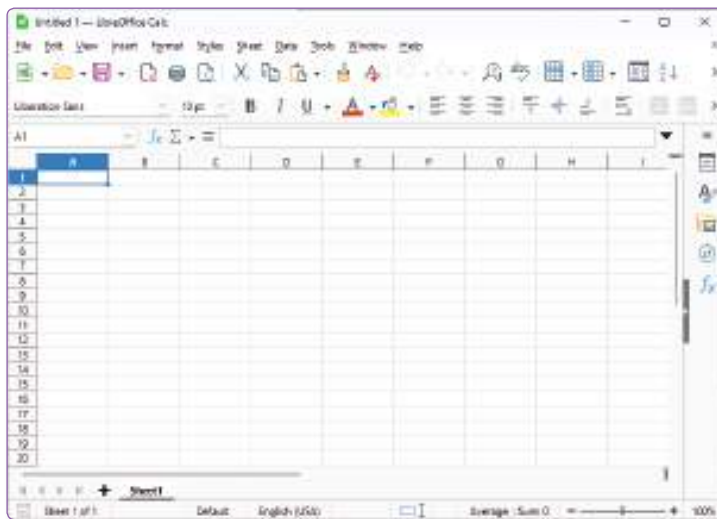 Untitled 1 — LibreOffice Calc
File Edit View Insert Format Styles Sheet Data Tools Window Help
Liberation Sans 10 pt B I U A
A1 fx Σ =
A B C D E F G H I
1
2
3
4
5
6
7
8
9
10
11
12
13
14
15
16
17
18
19
20
Sheet1
Sheet 1 of 1 Default English (USA) Average: ; Sum: 0 100%